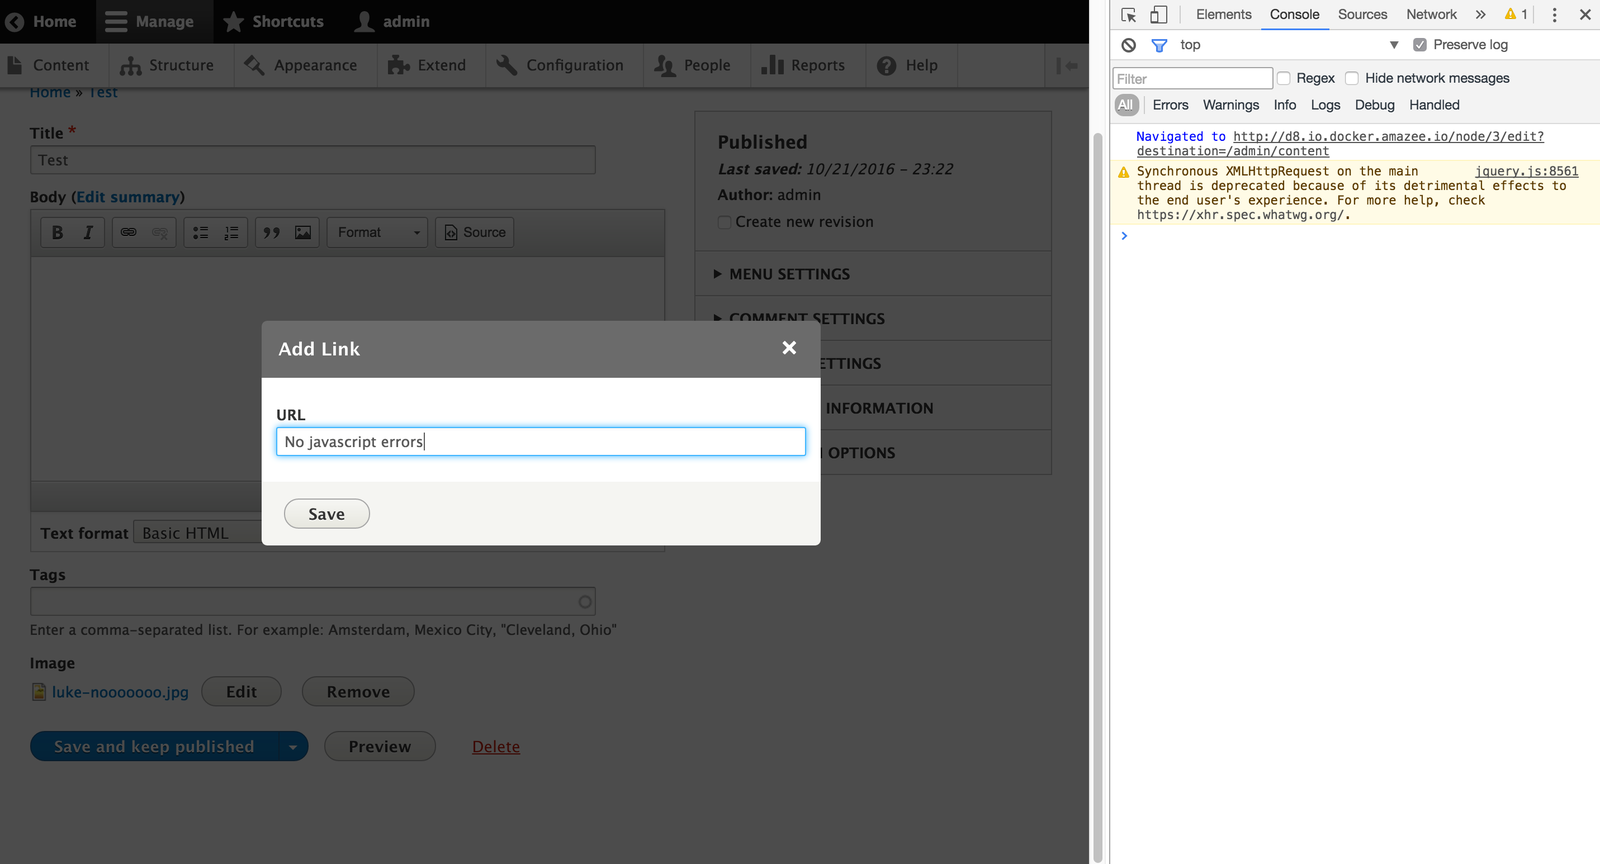 Home Manage Shortcuts admin
Content Structure Appearance Extend Configuration People Reports Help
Home » Test
Title *
Test
Body (Edit summary)
B I Format Source
Text format Basic HTML
Tags
Enter a comma-separated list. For example: Amsterdam, Mexico City, "Cleveland, Ohio"
Image
luke-nooooooo.jpg Edit Remove
Save and keep published Preview Delete
Published
Last saved: 10/21/2016 - 23:22
Author: admin
Create new revision
MENU SETTINGS
COMMENT SETTINGS
ETTINGS
INFORMATION
OPTIONS
Add Link
URL
No javascript errors
Save
Elements Console Sources Network » 1
top Preserve log
Filter Regex Hide network messages
All Errors Warnings Info Logs Debug Handled
Navigated to http://d8.io.docker.amazee.io/node/3/edit?
destination=/admin/content
Synchronous XMLHttpRequest on the main jquery.js:8561
thread is deprecated because of its detrimental effects to
the end user's experience. For more help, check
https://xhr.spec.whatwg.org/.